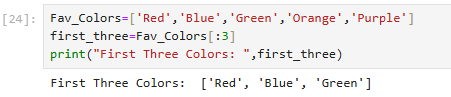 [24]: Fav_Colors=['Red','Blue','Green','Orange','Purple']
first_three=Fav_Colors[:3]
print("First Three Colors: ",first_three)
First Three Colors:  ['Red', 'Blue', 'Green']